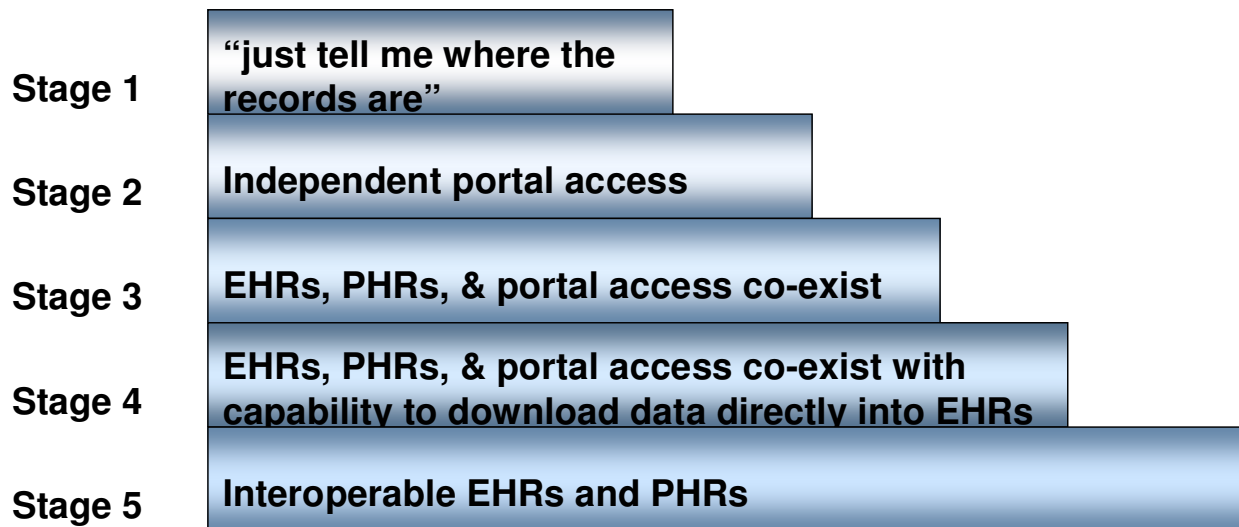 Stage 1
“just tell me where the
records are”
Stage 2
Independent portal access
Stage 3
EHRs, PHRs, & portal access co-exist
Stage 4
EHRs, PHRs, & portal access co-exist with
capability to download data directly into EHRs
Stage 5
Interoperable EHRs and PHRs